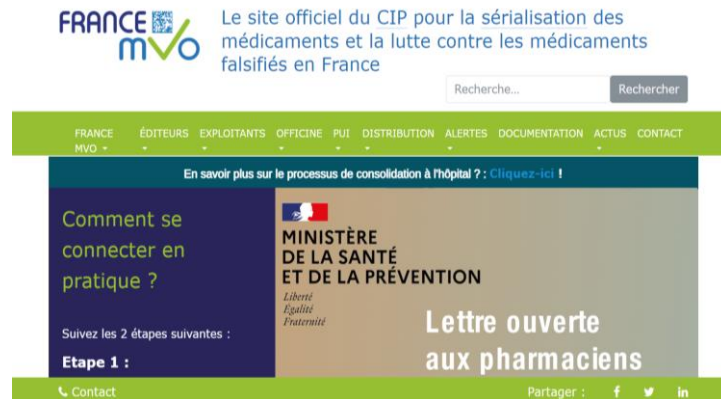 FRANCE
mvo
Le site officiel du CIP pour la sérialisation des
médicaments et la lutte contre les médicaments
falsifiés en France
Recherche...
Rechercher
FRANCE MVO
ÉDITEURS
EXPLOITANTS
OFFICINE
PUI
DISTRIBUTION
ALERTES
DOCUMENTATION
ACTUS
CONTACT
En savoir plus sur le processus de consolidation à l'hôpital ? : Cliquez-ici !
Comment se
connecter en
pratique ?
Suivez les 2 étapes suivantes :
Etape 1 :
MINISTÈRE
DE LA SANTÉ
ET DE LA PRÉVENTION
Liberté
Égalité
Fraternité
Lettre ouverte
aux pharmaciens
Contact
Partager :